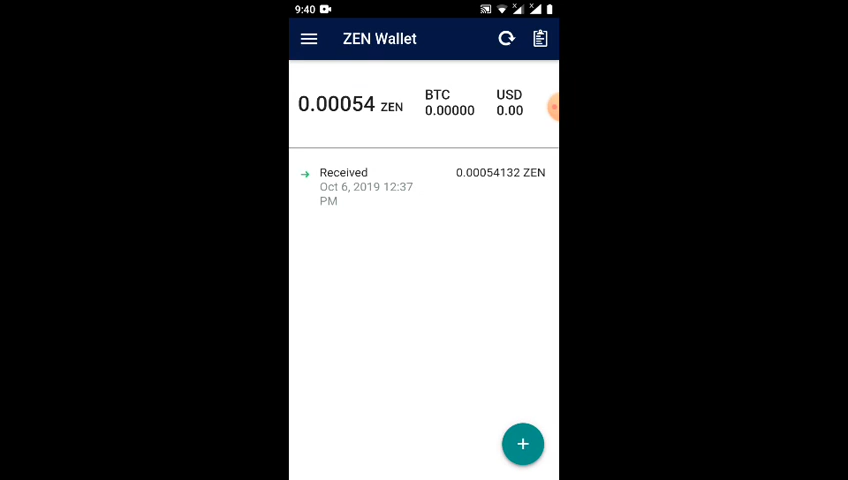 9:40
ZEN Wallet
0.00054 ZEN
BTC
0.00000
USD
0.00
Received
0.00054132 ZEN
Oct 6, 2019 12:37
PM
+